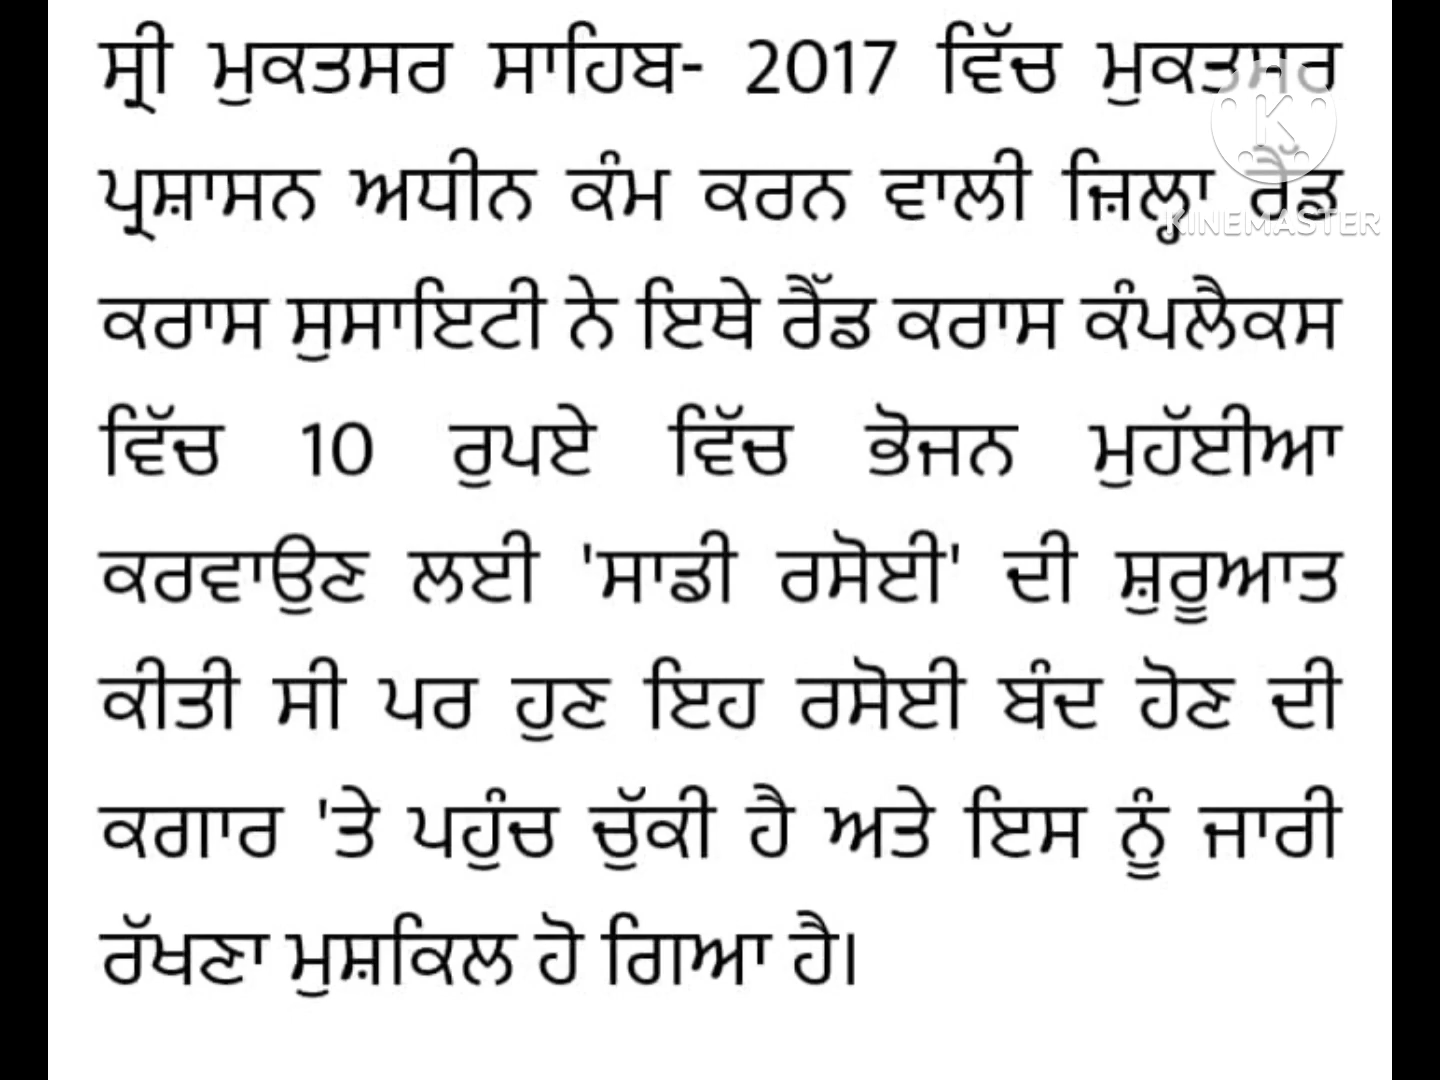 ਸ੍ਰੀ ਮੁਕਤਸਰ ਸਾਹਿਬ- 2017 ਵਿੱਚ ਮੁਕਤਸਰ
ਪ੍ਰਸ਼ਾਸਨ ਅਧੀਨ ਕੰਮ ਕਰਨ ਵਾਲੀ ਜ਼ਿਲ੍ਹਾ ਰੈੱਡ
KINEMASTER
ਕਰਾਸ ਸੁਸਾਇਟੀ ਨੇ ਇਥੇ ਰੈੱਡ ਕਰਾਸ ਕੰਪਲੈਕਸ
ਵਿੱਚ 10 ਰੁਪਏ ਵਿੱਚ ਭੋਜਨ ਮੁਹੱਈਆ
ਕਰਵਾਉਣ ਲਈ 'ਸਾਡੀ ਰਸੋਈ' ਦੀ ਸ਼ੁਰੂਆਤ
ਕੀਤੀ ਸੀ ਪਰ ਹੁਣ ਇਹ ਰਸੋਈ ਬੰਦ ਹੋਣ ਦੀ
ਕਗਾਰ 'ਤੇ ਪਹੁੰਚ ਚੁੱਕੀ ਹੈ ਅਤੇ ਇਸ ਨੂੰ ਜਾਰੀ
ਰੱਖਣਾ ਮੁਸ਼ਕਿਲ ਹੋ ਗਿਆ ਹੈ।